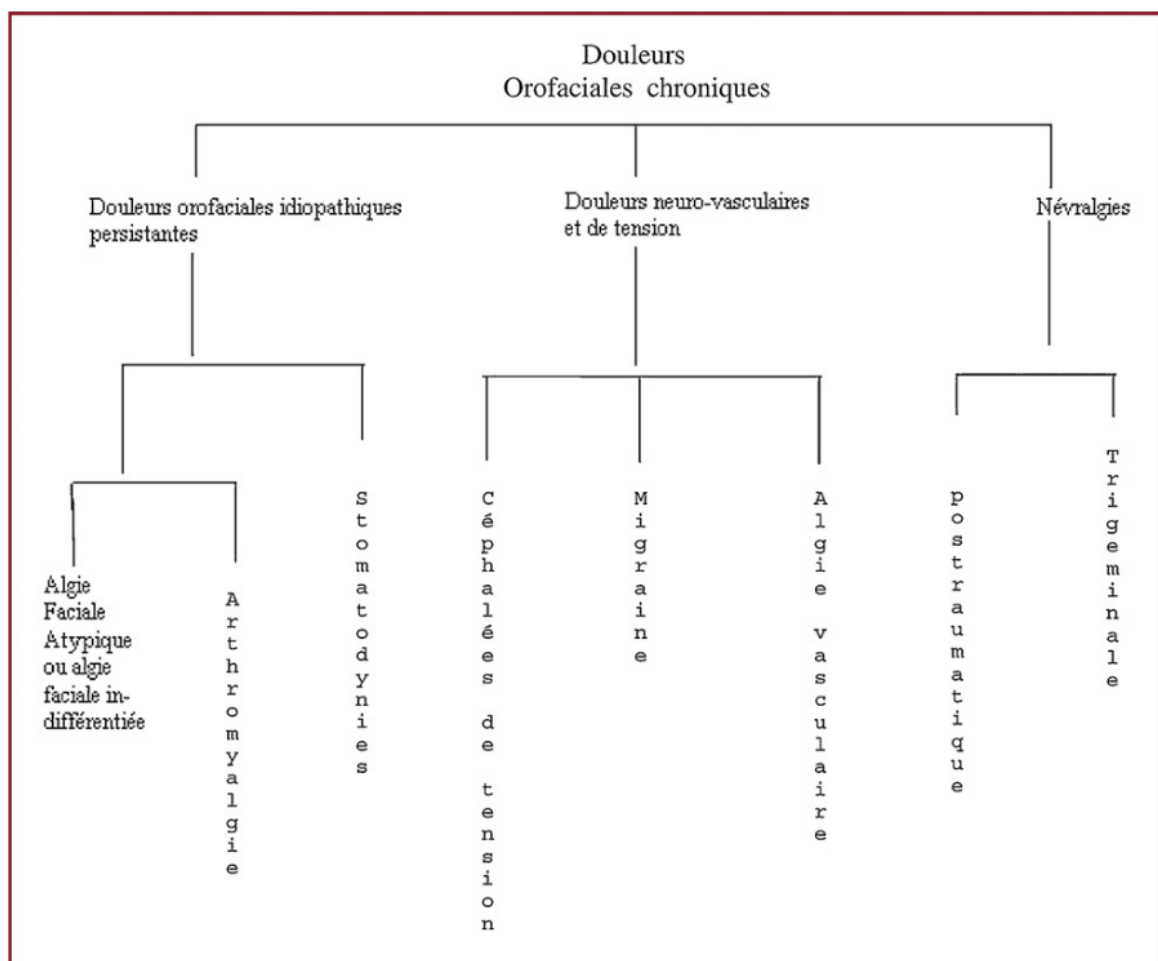 Douleurs
Orofaciales chroniques
Douleurs orofaciales idiopathiques
persistantes
Douleurs neuro-vasculaires
et de tension
Névralgies
Algie
Faciale
Atypique
ou algie
faciale in-
différentiée
Arthromyalgie
Stomatodynies
Céphalées de tension
Migraine
Algie vasculaire
postraumatique
Trigeminale